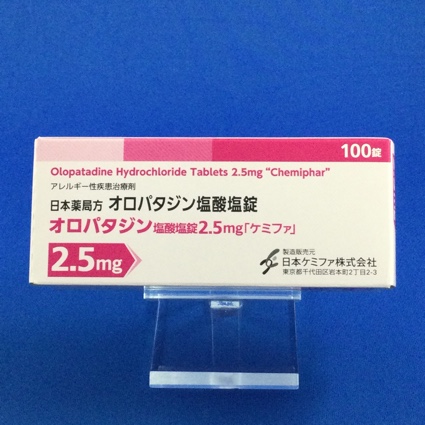 100錠
Olopatadine Hydrochloride Tablets 2.5mg "Chemiphar"
アレルギー性疾患治療剤
日本薬局方 オロパタジン塩酸塩錠
オロパタジン塩酸塩錠2.5mg「ケミファ」
2.5mg
製造販売元
日本ケミファ株式会社
東京都千代田区岩本町2丁目2-3